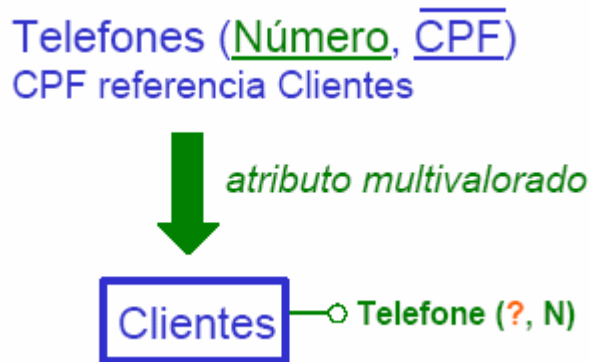 Telefones (Número, CPF)
CPF referencia Clientes
atributo multivalorado
Clientes
Telefone (?, N)